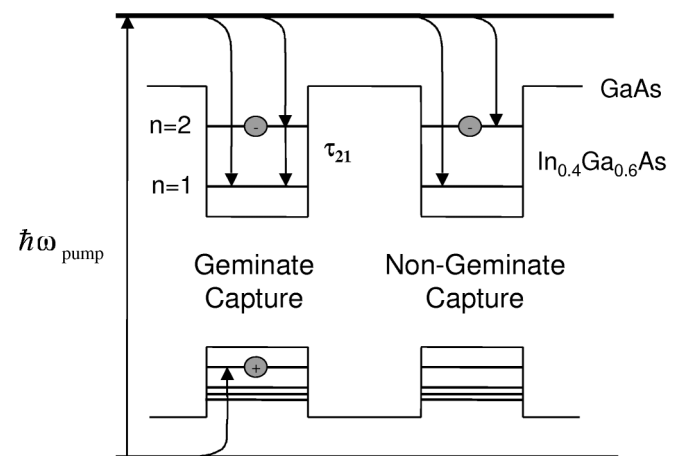 GaAs
n=2
-
-
τ₂₁
In₀.₄Ga₀.₆As
n=1
ħω pump
Geminate
Capture
Non-Geminate
Capture
+